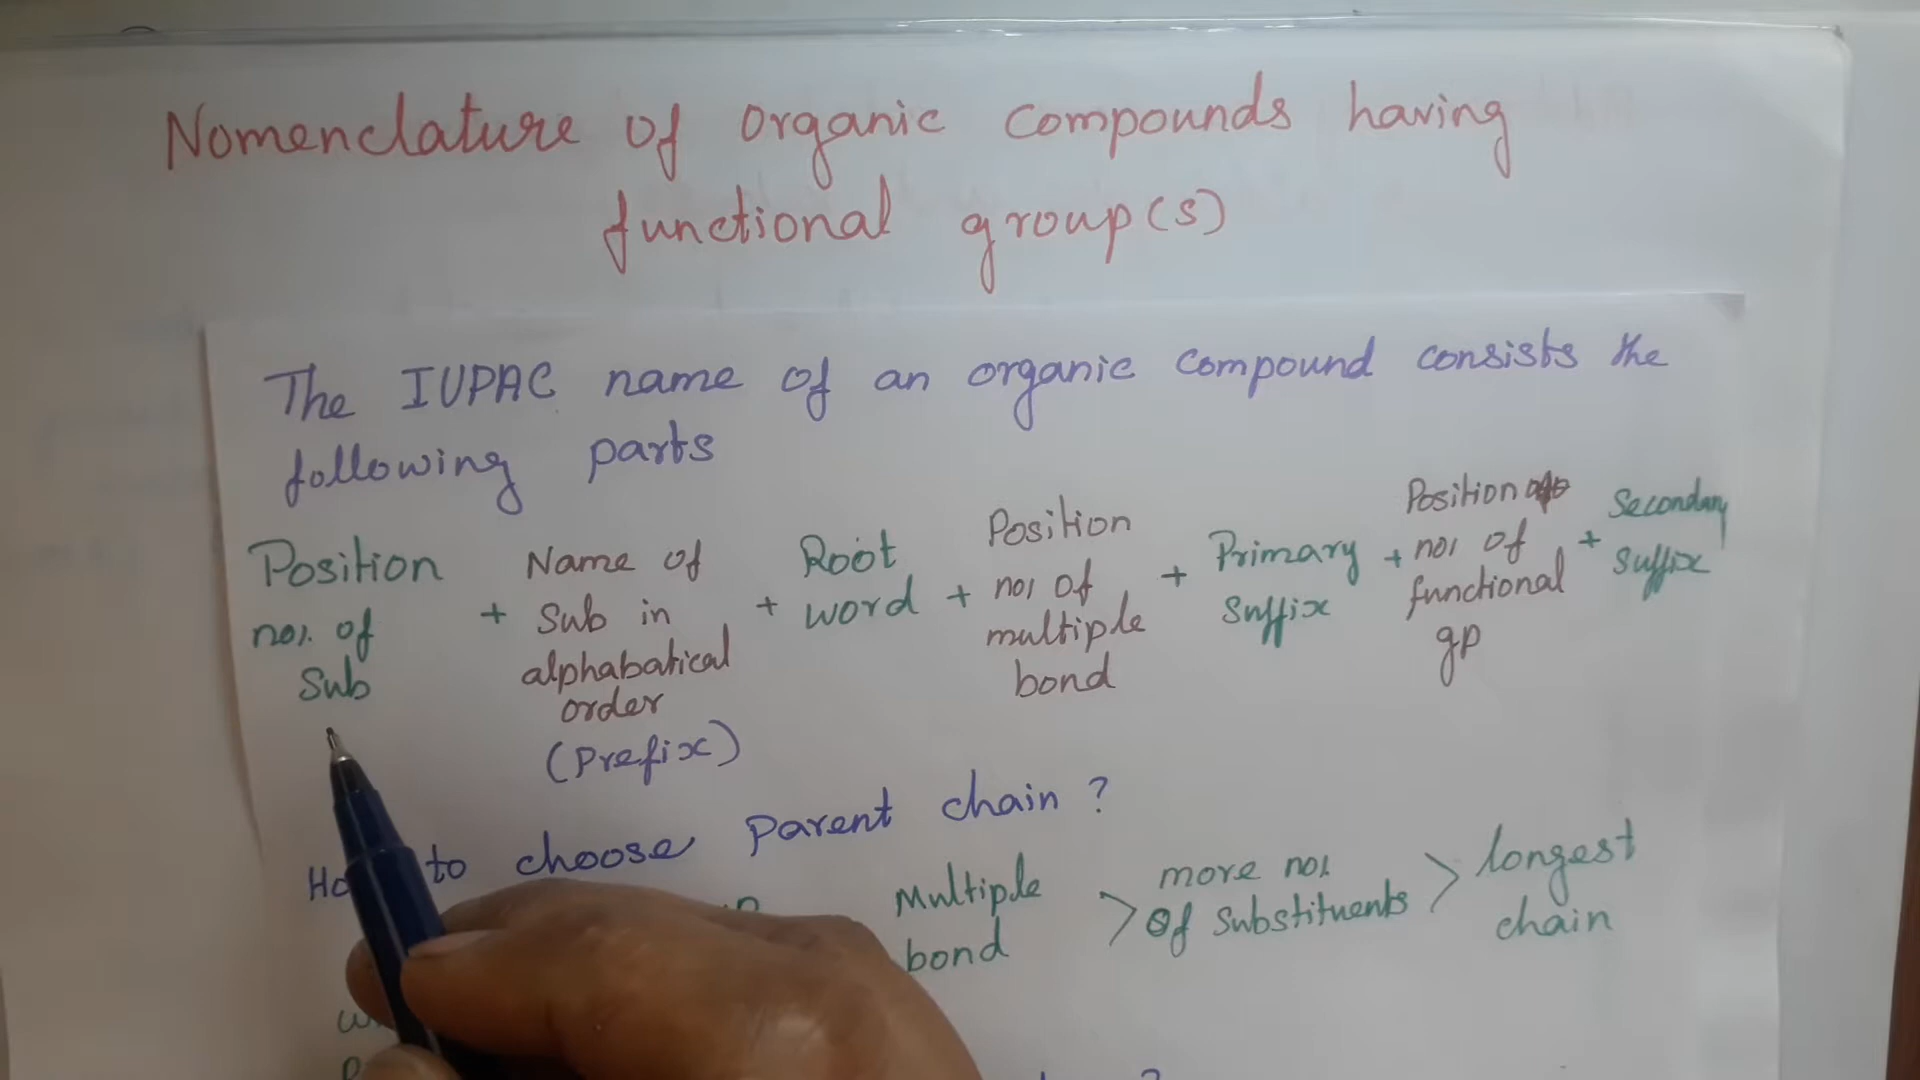 Nomenclature of organic compounds having
functional group(s)
The IUPAC name of an organic compound consists the
following parts
Position no. of Sub + Name of Sub in alphabatical order (Prefix) + Root word + Position no. of multiple bond + Primary Suffix + Position no. of functional gp + Secondary Suffix
to choose Parent chain ?
Multiple bond > more no. of substituents > longest chain